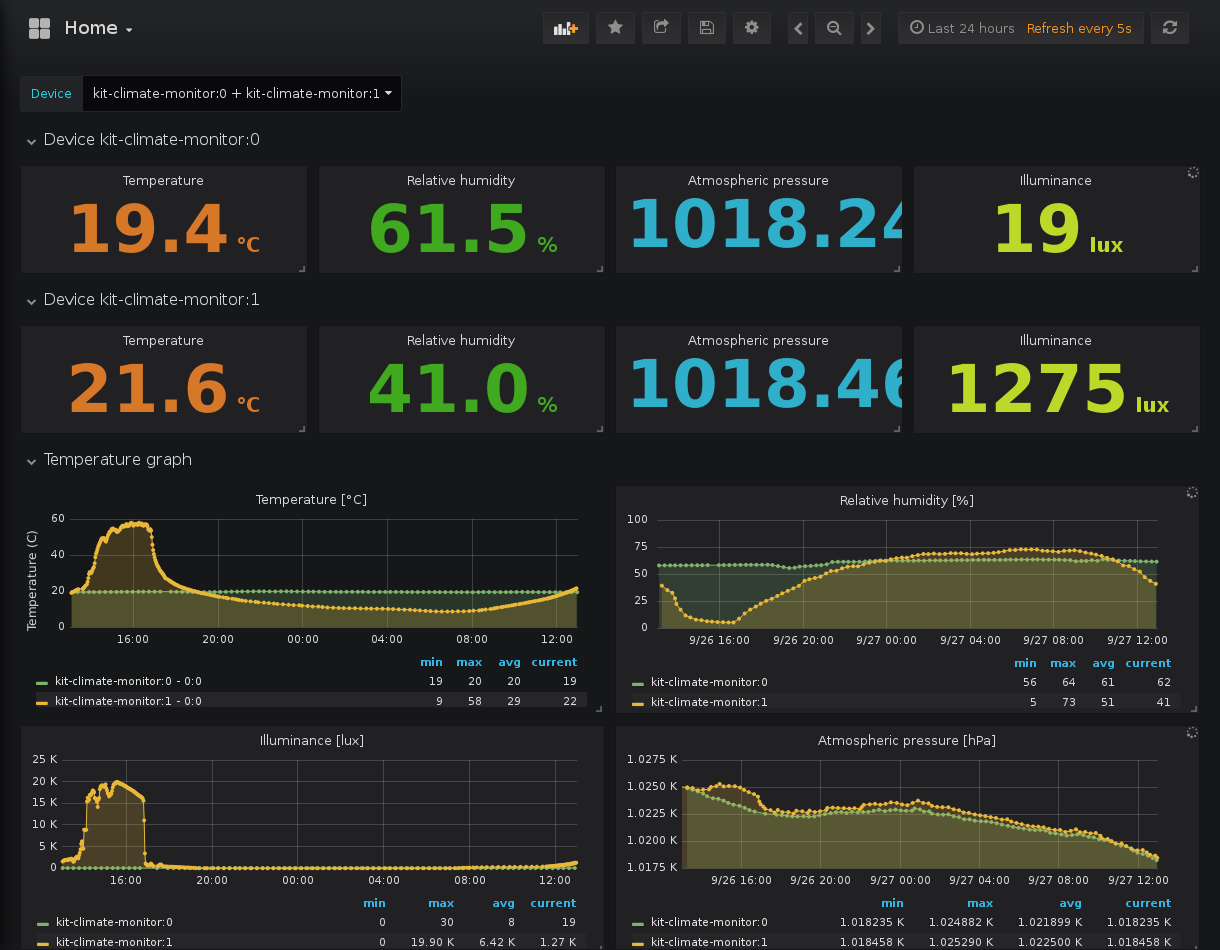 Home
Last 24 hours Refresh every 5s
Device kit-climate-monitor:0 + kit-climate-monitor:1
Device kit-climate-monitor:0
Temperature Relative humidity Atmospheric pressure Illuminance
19.4 °C 61.5 % 1018.24 19 lux
Device kit-climate-monitor:1
Temperature Relative humidity Atmospheric pressure Illuminance
21.6 °C 41.0 % 1018.46 1275 lux
Temperature graph
Temperature [°C]
Temperature (C)
60
40
20
0
16:00 20:00 00:00 04:00 08:00 12:00
min max avg current
kit-climate-monitor:0 - 0:0 19 20 20 19
kit-climate-monitor:1 - 0:0 9 58 29 22
Relative humidity [%]
100
75
50
25
0
9/26 16:00 9/26 20:00 9/27 00:00 9/27 04:00 9/27 08:00 9/27 12:00
min max avg current
kit-climate-monitor:0 56 64 61 62
kit-climate-monitor:1 5 73 51 41
Illuminance [lux]
25 K
20 K
15 K
10 K
5 K
0
16:00 20:00 00:00 04:00 08:00 12:00
min max avg current
kit-climate-monitor:0 0 30 8 19
kit-climate-monitor:1 0 19.90 K 6.42 K 1.27 K
Atmospheric pressure [hPa]
1.0275 K
1.0250 K
1.0225 K
1.0200 K
1.0175 K
9/26 16:00 9/26 20:00 9/27 00:00 9/27 04:00 9/27 08:00 9/27 12:00
min max avg current
kit-climate-monitor:0 1.018235 K 1.024882 K 1.021899 K 1.018235 K
kit-climate-monitor:1 1.018458 K 1.025290 K 1.022500 K 1.018458 K